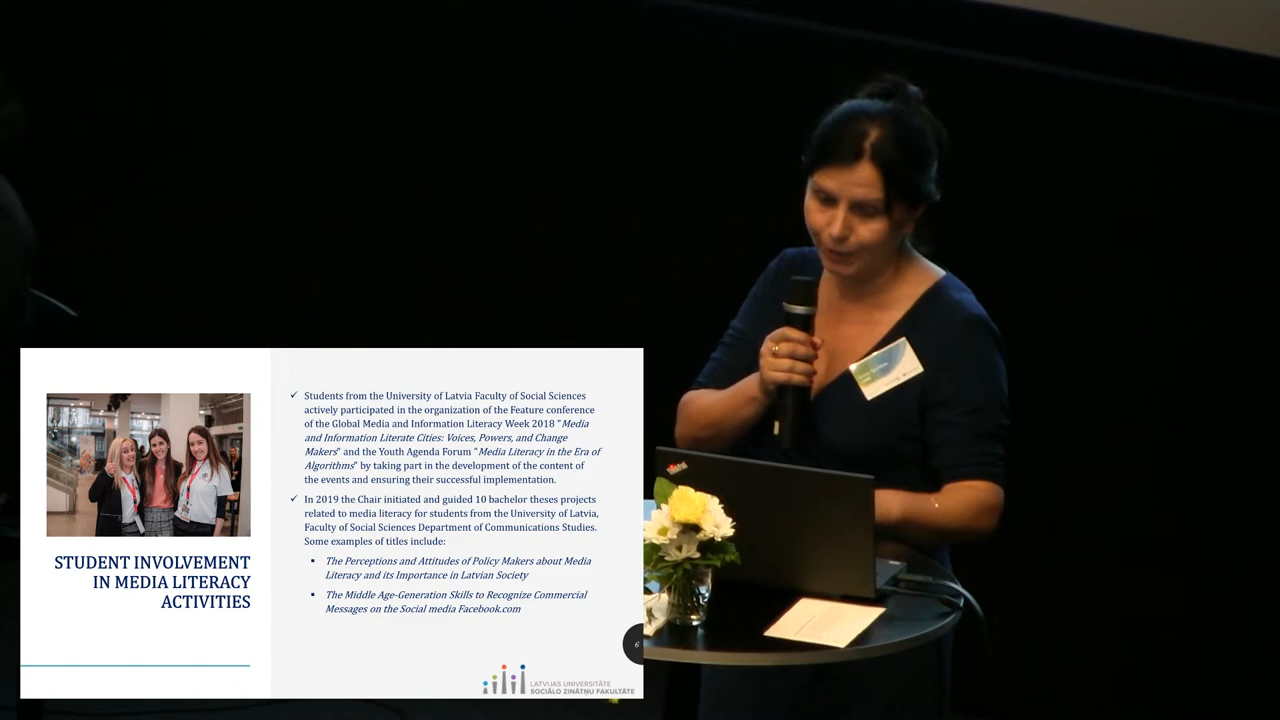 STUDENT INVOLVEMENT
IN MEDIA LITERACY
ACTIVITIES
✓ Students from the University of Latvia Faculty of Social Sciences
actively participated in the organization of the Feature conference
of the Global Media and Information Literacy Week 2018 "Media
and Information Literate Cities: Voices, Powers, and Change
Makers" and the Youth Agenda Forum "Media Literacy in the Era of
Algorithms" by taking part in the development of the content of
the events and ensuring their successful implementation.
✓ In 2019 the Chair initiated and guided 10 bachelor theses projects
related to media literacy for students from the University of Latvia,
Faculty of Social Sciences Department of Communications Studies.
Some examples of titles include:
▪ The Perceptions and Attitudes of Policy Makers about Media
Literacy and its Importance in Latvian Society
▪ The Middle Age-Generation Skills to Recognize Commercial
Messages on the Social media Facebook.com
6
LATVIJAS UNIVERSITĀTE
SOCIĀLO ZINĀTŅU FAKULTĀTE